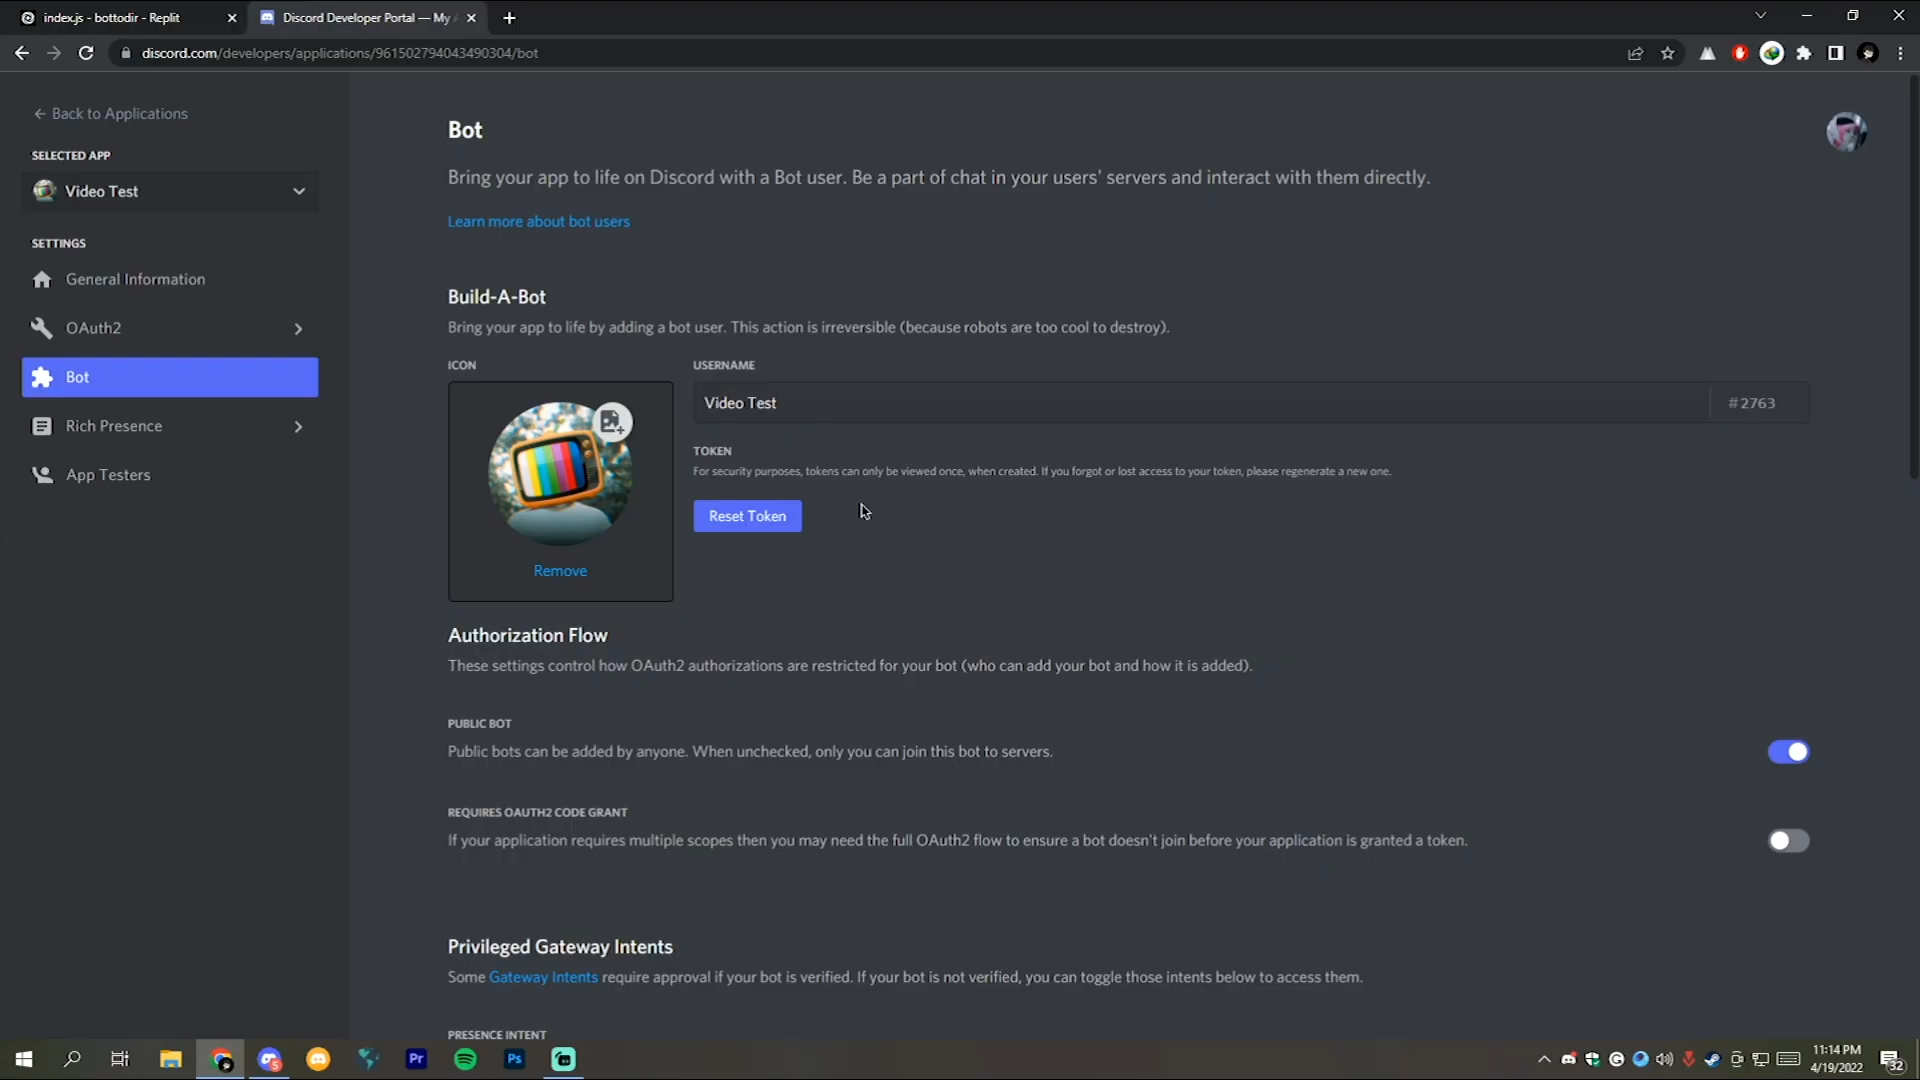 index.js - bottodir - Replit
Discord Developer Portal — My A
discord.com/developers/applications/961502794043490304/bot
Back to Applications
SELECTED APP
Video Test
SETTINGS
General Information
OAuth2
Bot
Rich Presence
App Testers
Bot
Bring your app to life on Discord with a Bot user. Be a part of chat in your users' servers and interact with them directly.
Learn more about bot users
Build-A-Bot
Bring your app to life by adding a bot user. This action is irreversible (because robots are too cool to destroy).
ICON
Remove
USERNAME
Video Test
#2763
TOKEN
For security purposes, tokens can only be viewed once, when created. If you forgot or lost access to your token, please regenerate a new one.
Reset Token
Authorization Flow
These settings control how OAuth2 authorizations are restricted for your bot (who can add your bot and how it is added).
PUBLIC BOT
Public bots can be added by anyone. When unchecked, only you can join this bot to servers.
REQUIRES OAUTH2 CODE GRANT
If your application requires multiple scopes then you may need the full OAuth2 flow to ensure a bot doesn't join before your application is granted a token.
Privileged Gateway Intents
Some Gateway Intents require approval if your bot is verified. If your bot is not verified, you can toggle those intents below to access them.
PRESENCE INTENT
Pr
Ps
11:14 PM
4/19/2022
32